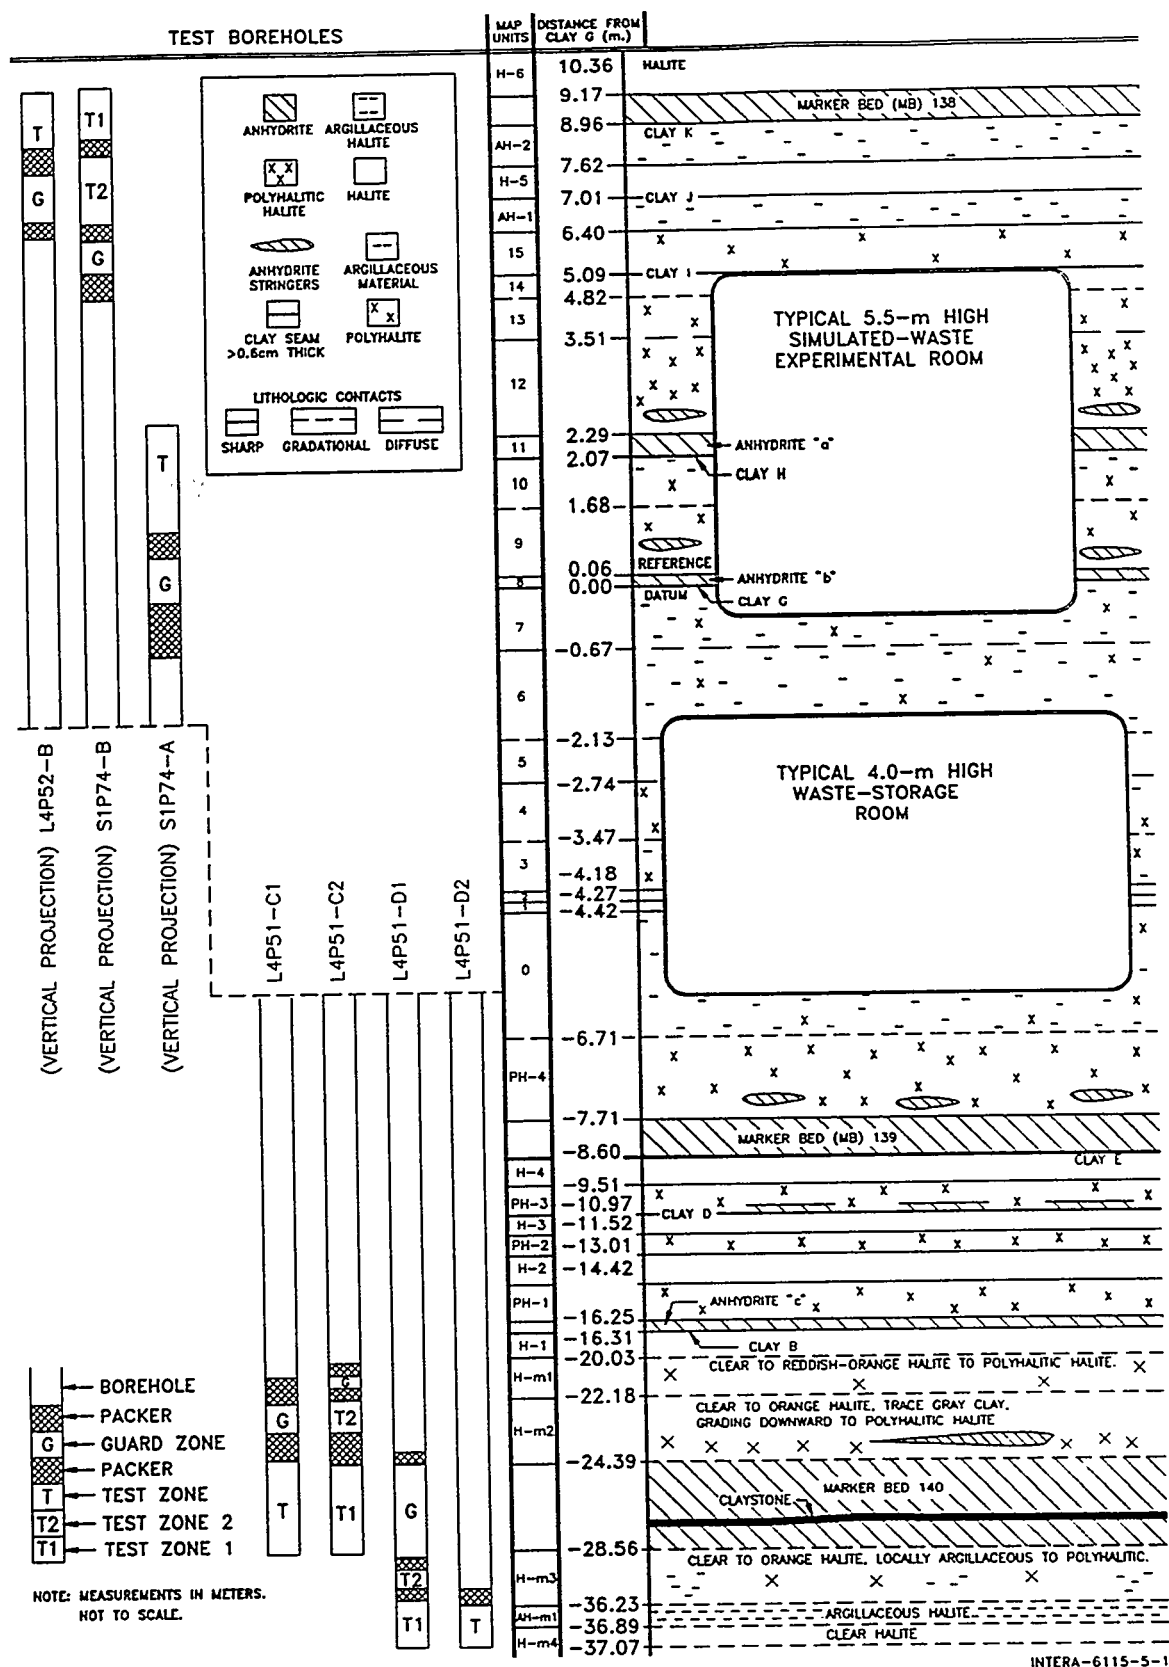 TEST BOREHOLES
MAP UNITS
DISTANCE FROM CLAY G (m.)
T
G
T1
T2
G
T
G
ANHYDRITE
ARGILLACEOUS HALITE
X X X
POLYHALITIC HALITE
HALITE
ANHYDRITE STRINGERS
ARGILLACEOUS MATERIAL
CLAY SEAM >0.6cm THICK
X X
POLYHALITE
LITHOLOGIC CONTACTS
SHARP
GRADATIONAL
DIFFUSE
(VERTICAL PROJECTION) L4P52-B
(VERTICAL PROJECTION) S1P74-B
(VERTICAL PROJECTION) S1P74-A
L4P51-C1
L4P51-C2
L4P51-D1
L4P51-D2
G
T
G
T2
T1
G
T2
T1
T
BOREHOLE
PACKER
G GUARD ZONE
PACKER
T TEST ZONE
T2 TEST ZONE 2
T1 TEST ZONE 1
NOTE: MEASUREMENTS IN METERS.
NOT TO SCALE.
H-6
AH-2
H-5
AH-1
15
14
13
12
11
10
9
8
7
6
5
4
3
0
PH-4
H-4
PH-3
H-3
PH-2
H-2
PH-1
H-1
H-m1
H-m2
H-m3
AH-m1
H-m4
10.36
9.17
8.96
7.62
7.01
6.40
5.09
4.82
3.51
2.29
2.07
1.68
0.06
0.00
-0.67
-2.13
-2.74
-3.47
-4.18
-4.27
-4.42
-6.71
-7.71
-8.60
-9.51
-10.97
-11.52
-13.01
-14.42
-16.25
-16.31
-20.03
-22.18
-24.39
-28.56
-36.23
-36.89
-37.07
HALITE
MARKER BED (MB) 138
CLAY K
CLAY J
CLAY I
TYPICAL 5.5-m HIGH
SIMULATED-WASTE
EXPERIMENTAL ROOM
ANHYDRITE "a"
CLAY H
REFERENCE
ANHYDRITE "b"
DATUM
CLAY G
TYPICAL 4.0-m HIGH
WASTE-STORAGE
ROOM
MARKER BED (MB) 139
CLAY E
CLAY D
ANHYDRITE "c"
CLAY B
CLEAR TO REDDISH-ORANGE HALITE TO POLYHALITIC HALITE.
CLEAR TO ORANGE HALITE, TRACE GRAY CLAY,
GRADING DOWNWARD TO POLYHALITIC HALITE
MARKER BED 140
CLAYSTONE
CLEAR TO ORANGE HALITE, LOCALLY ARGILLACEOUS TO POLYHALITIC.
ARGILLACEOUS HALITE
CLEAR HALITE
INTERA-6115-5-1